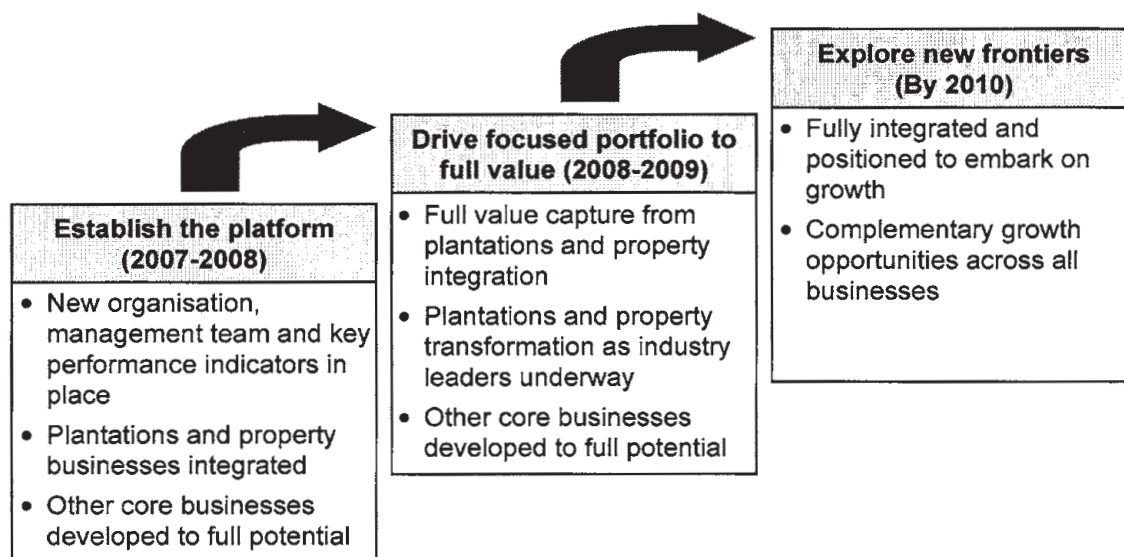 Establish the platform
(2007-2008)
• New organisation,
management team and key
performance indicators in
place
• Plantations and property
businesses integrated
• Other core businesses
developed to full potential
Drive focused portfolio to
full value (2008-2009)
• Full value capture from
plantations and property
integration
• Plantations and property
transformation as industry
leaders underway
• Other core businesses
developed to full potential
Explore new frontiers
(By 2010)
• Fully integrated and
positioned to embark on
growth
• Complementary growth
opportunities across all
businesses